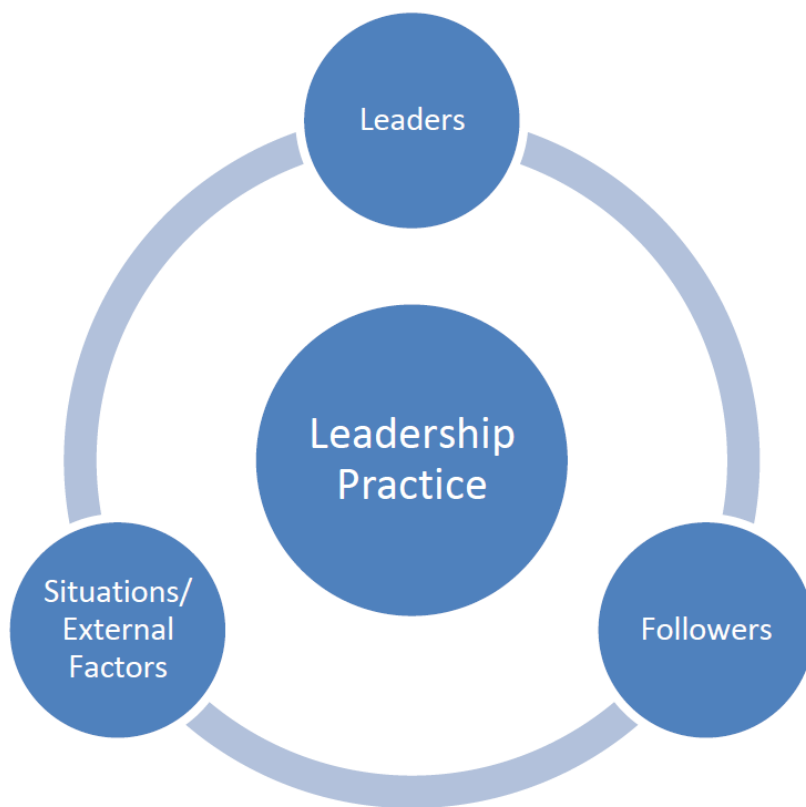 Leaders
Leadership
Practice
Situations/
External
Factors
Followers